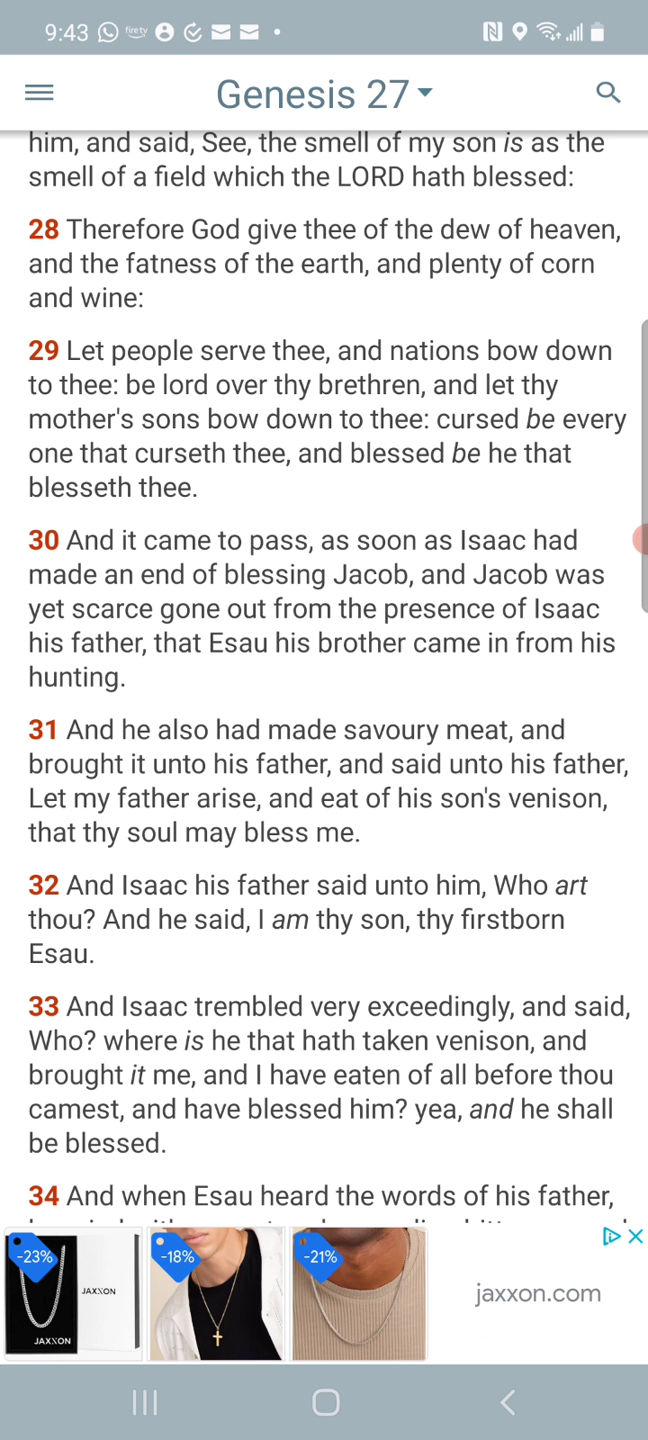 9:43 fire tv
Genesis 27
him, and said, See, the smell of my son is as the
smell of a field which the LORD hath blessed:
28 Therefore God give thee of the dew of heaven,
and the fatness of the earth, and plenty of corn
and wine:
29 Let people serve thee, and nations bow down
to thee: be lord over thy brethren, and let thy
mother's sons bow down to thee: cursed be every
one that curseth thee, and blessed be he that
blesseth thee.
30 And it came to pass, as soon as Isaac had
made an end of blessing Jacob, and Jacob was
yet scarce gone out from the presence of Isaac
his father, that Esau his brother came in from his
hunting.
31 And he also had made savoury meat, and
brought it unto his father, and said unto his father,
Let my father arise, and eat of his son's venison,
that thy soul may bless me.
32 And Isaac his father said unto him, Who art
thou? And he said, I am thy son, thy firstborn
Esau.
33 And Isaac trembled very exceedingly, and said,
Who? where is he that hath taken venison, and
brought it me, and I have eaten of all before thou
camest, and have blessed him? yea, and he shall
be blessed.
34 And when Esau heard the words of his father,
-23% -18% -21%
JAXXON
jaxxon.com
JAXXON